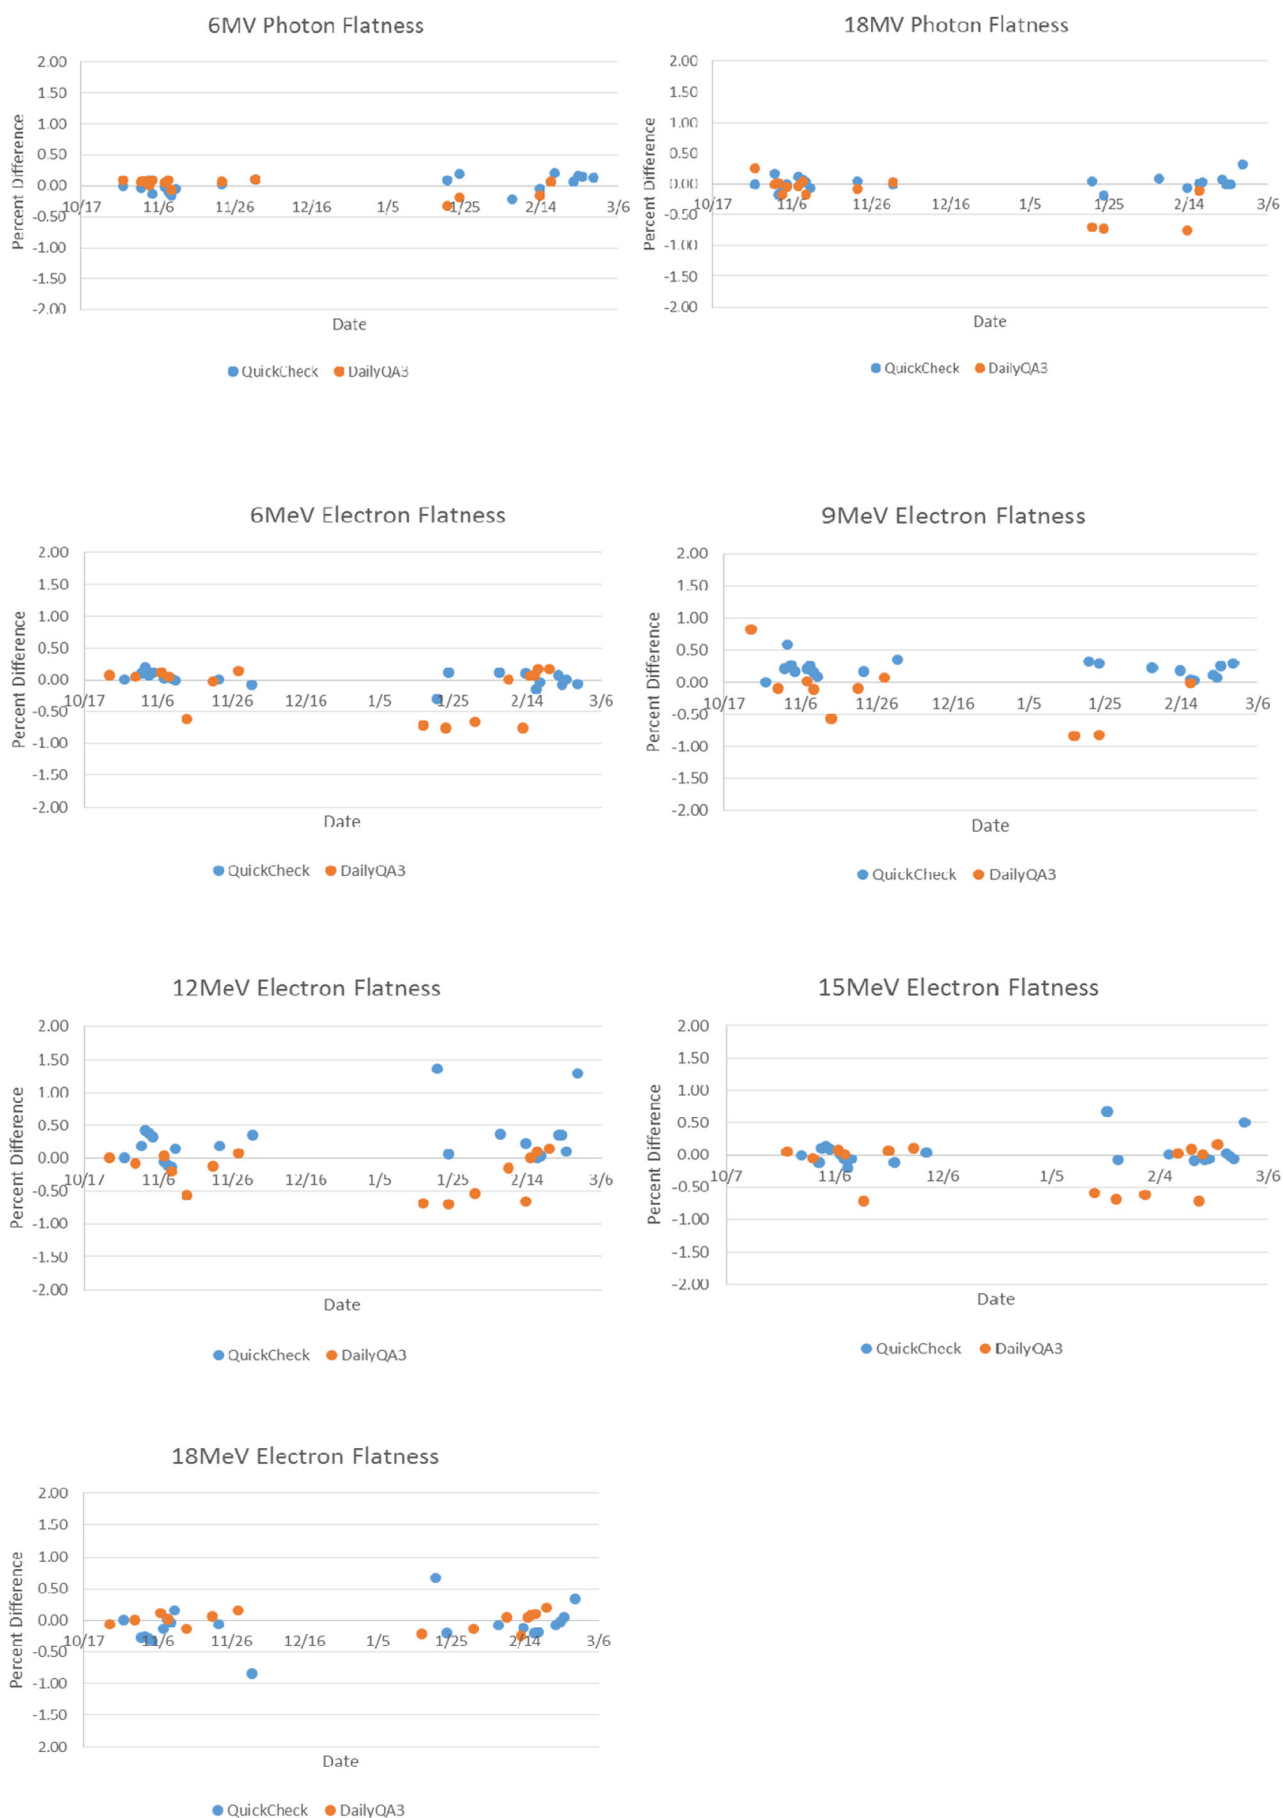 6MV Photon Flatness
2.00
1.50
1.00
0.50
0.00
-0.50
-1.00
-1.50
-2.00
Percent Difference
10/17 11/6 11/26 12/16 1/5 1/25 2/14 3/6
Date
QuickCheck DailyQA3
18MV Photon Flatness
2.00
1.50
1.00
0.50
0.00
-0.50
-1.00
-1.50
-2.00
Percent Difference
10/17 11/6 11/26 12/16 1/5 1/25 2/14 3/6
Date
QuickCheck DailyQA3
6MeV Electron Flatness
2.00
1.50
1.00
0.50
0.00
-0.50
-1.00
-1.50
-2.00
Percent Difference
10/17 11/6 11/26 12/16 1/5 1/25 2/14 3/6
Date
QuickCheck DailyQA3
9MeV Electron Flatness
2.00
1.50
1.00
0.50
0.00
-0.50
-1.00
-1.50
-2.00
Percent Difference
10/17 11/6 11/26 12/16 1/5 1/25 2/14 3/6
Date
QuickCheck DailyQA3
12MeV Electron Flatness
2.00
1.50
1.00
0.50
0.00
-0.50
-1.00
-1.50
-2.00
Percent Difference
10/17 11/6 11/26 12/16 1/5 1/25 2/14 3/6
Date
QuickCheck DailyQA3
15MeV Electron Flatness
2.00
1.50
1.00
0.50
0.00
-0.50
-1.00
-1.50
-2.00
Percent Difference
10/7 11/6 12/6 1/5 2/4 3/6
Date
QuickCheck DailyQA3
18MeV Electron Flatness
2.00
1.50
1.00
0.50
0.00
-0.50
-1.00
-1.50
2.00
Percent Difference
10/17 11/6 11/26 12/16 1/5 1/25 2/14 3/6
Date
QuickCheck DailyQA3